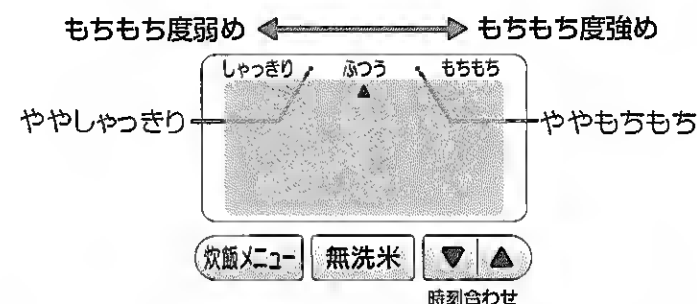 もちもち度弱め もちもち度強め
しゃっきり ・ ふつう ・ もちもち
ややしゃっきり ややもちもち
炊飯メニュー 無洗米 ▼ ▲
時刻合わせ